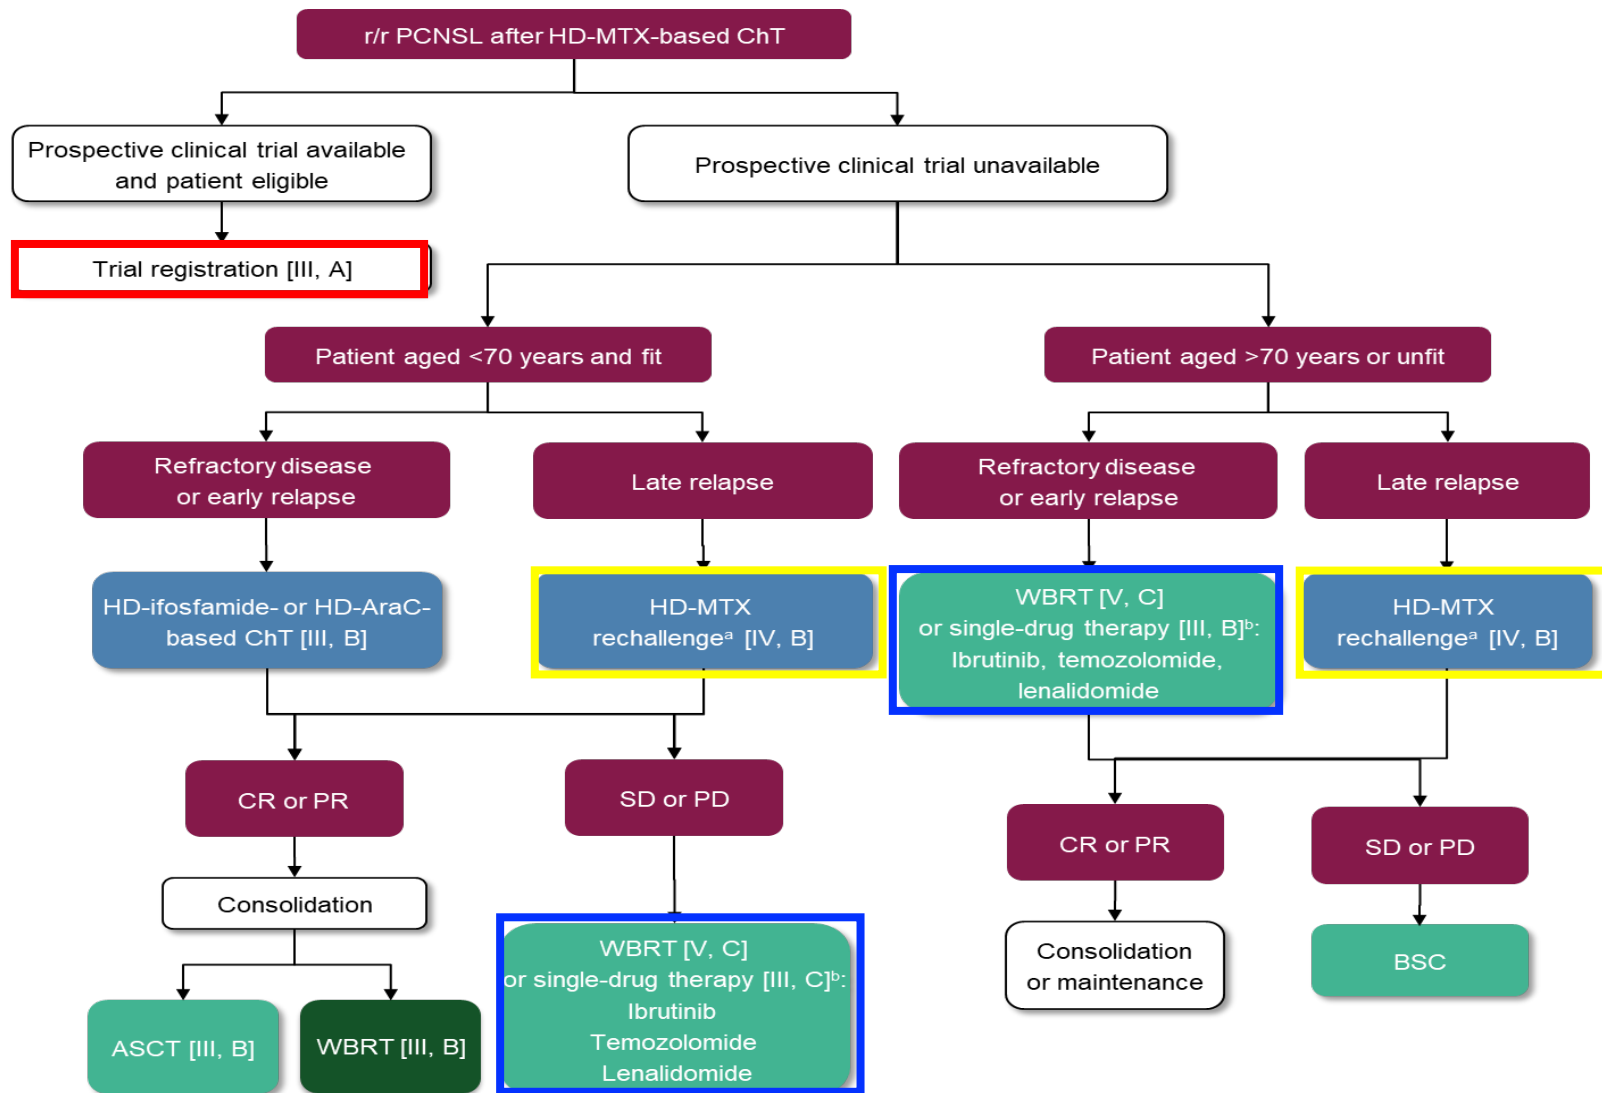 r/r PCNSL after HD-MTX-based ChT
Prospective clinical trial available
and patient eligible
Prospective clinical trial unavailable
Trial registration [III, A]
Patient aged <70 years and fit
Patient aged >70 years or unfit
Refractory disease
or early relapse
Late relapse
Refractory disease
or early relapse
Late relapse
HD-ifosfamide- or HD-AraC-
based ChT [III, B]
HD-MTX
rechallengeᵃ [IV, B]
WBRT [V, C]
or single-drug therapy [III, B]ᵇ:
Ibrutinib, temozolomide,
lenalidomide
HD-MTX
rechallengeᵃ [IV, B]
CR or PR
SD or PD
CR or PR
SD or PD
Consolidation
WBRT [V, C]
or single-drug therapy [III, C]ᵇ:
Ibrutinib
Temozolomide
Lenalidomide
Consolidation
or maintenance
BSC
ASCT [III, B]
WBRT [III, B]